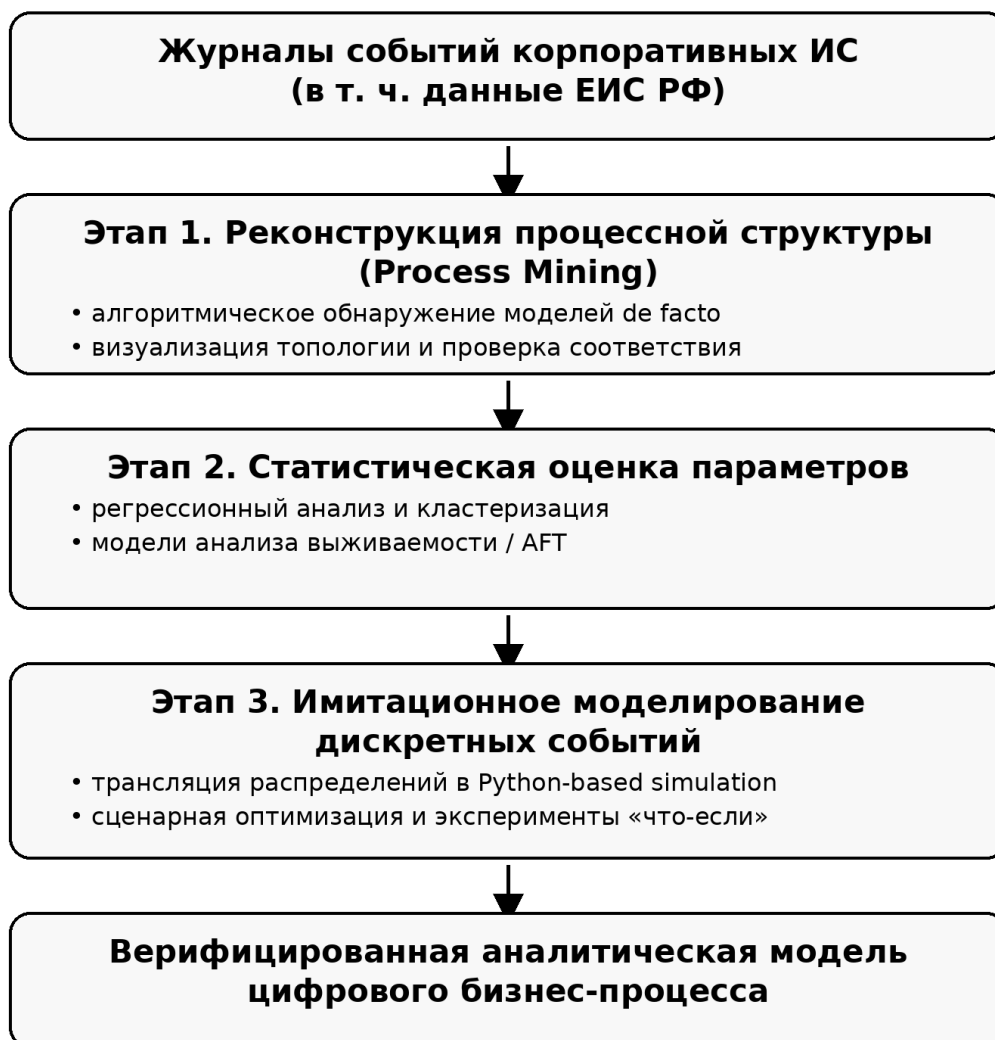 Журналы событий корпоративных ИС
(в т. ч. данные ЕИС РФ)
Этап 1. Реконструкция процессной структуры
(Process Mining)
• алгоритмическое обнаружение моделей de facto
• визуализация топологии и проверка соответствия
Этап 2. Статистическая оценка параметров
• регрессионный анализ и кластеризация
• модели анализа выживаемости / AFT
Этап 3. Имитационное моделирование
дискретных событий
• трансляция распределений в Python-based simulation
• сценарная оптимизация и эксперименты «что-если»
Верифицированная аналитическая модель
цифрового бизнес-процесса